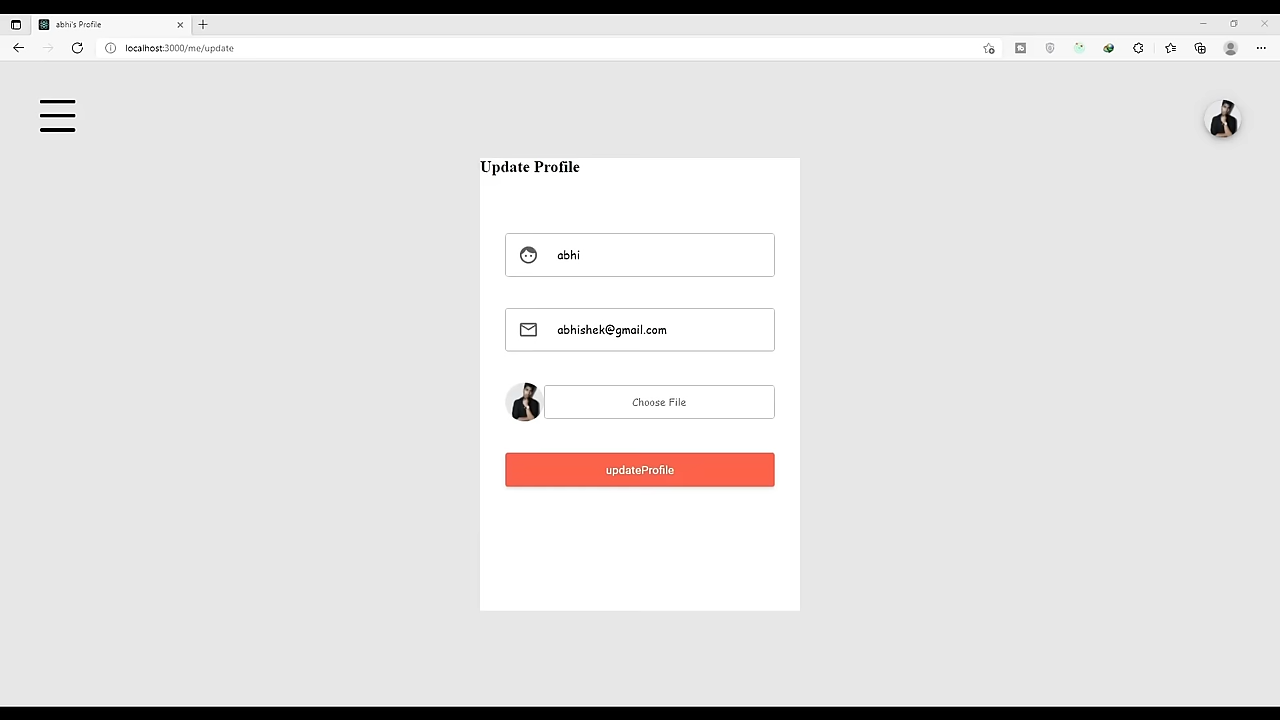 abhi's Profile
localhost:3000/me/update
Update Profile
abhi
abhishek@gmail.com
Choose File
updateProfile